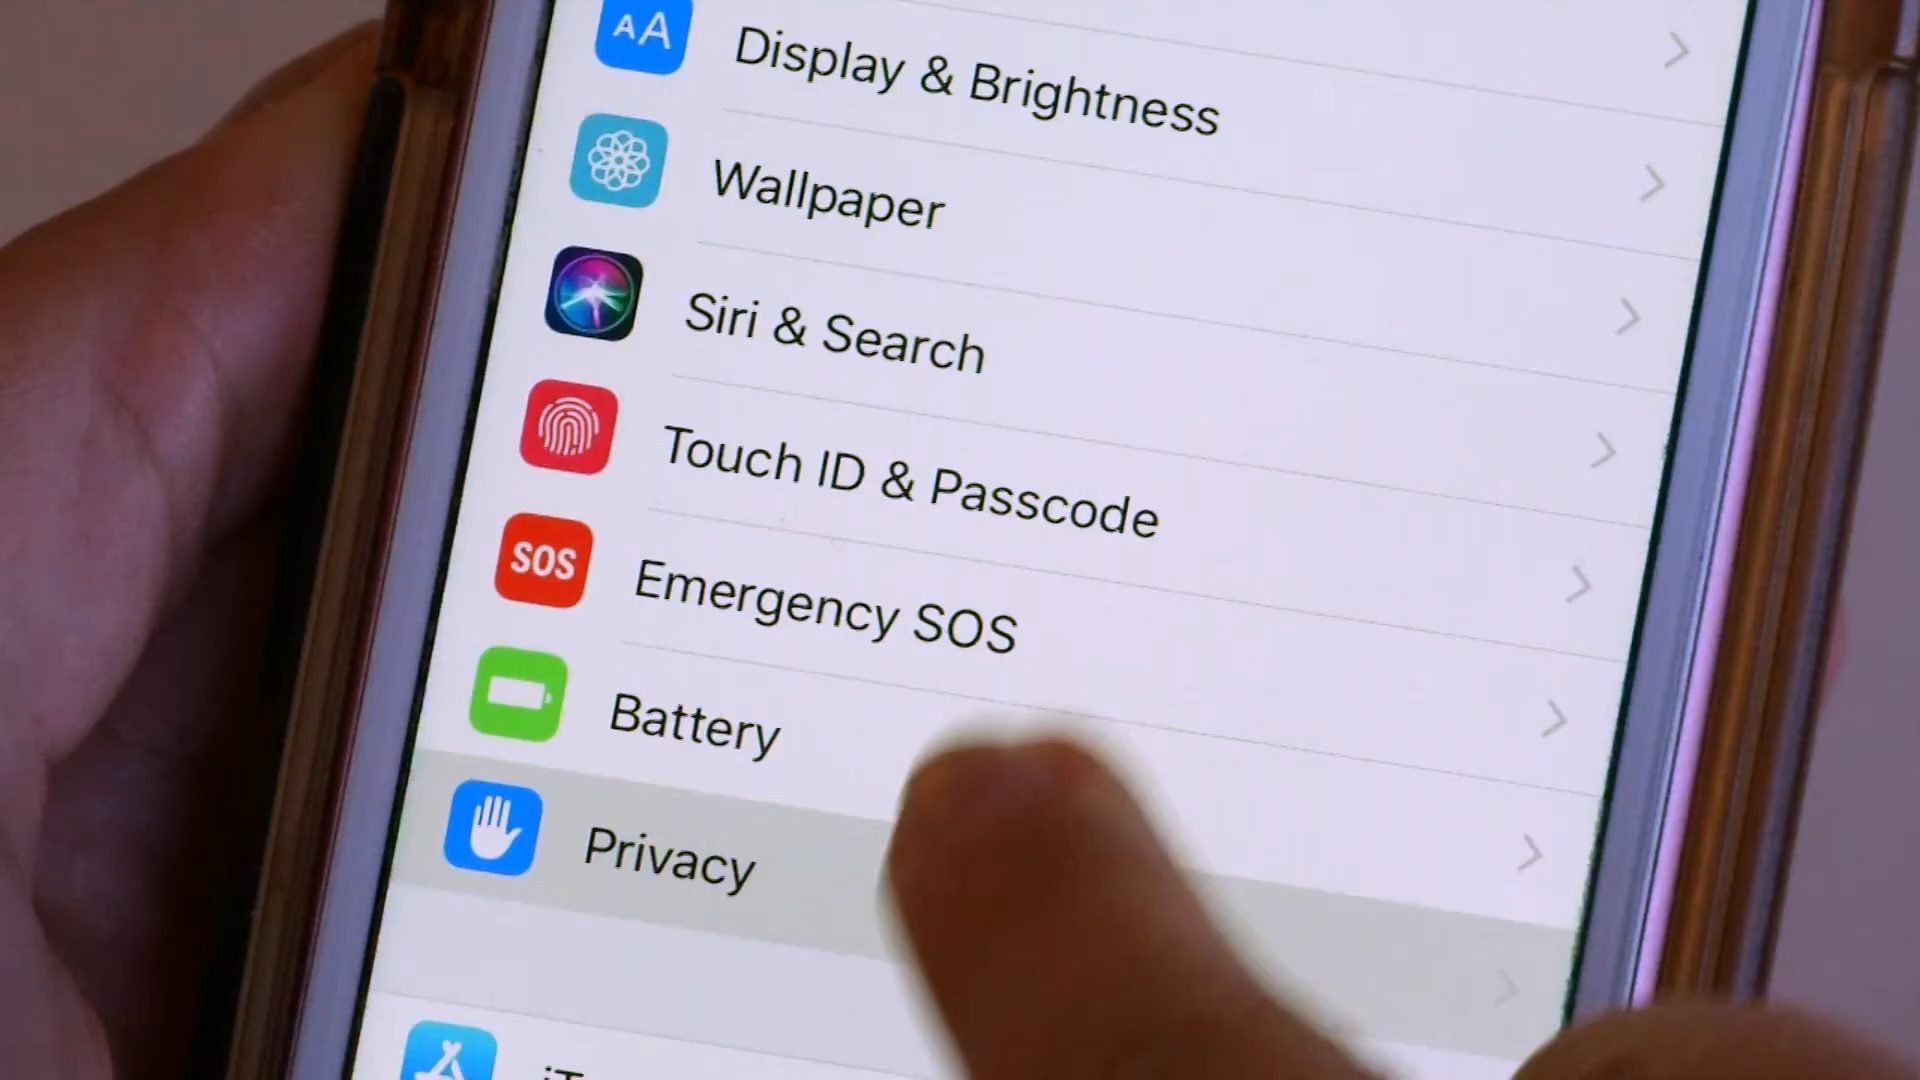 AA
Display & Brightness
Wallpaper
Siri & Search
Touch ID & Passcode
SOS
Emergency SOS
Battery
Privacy